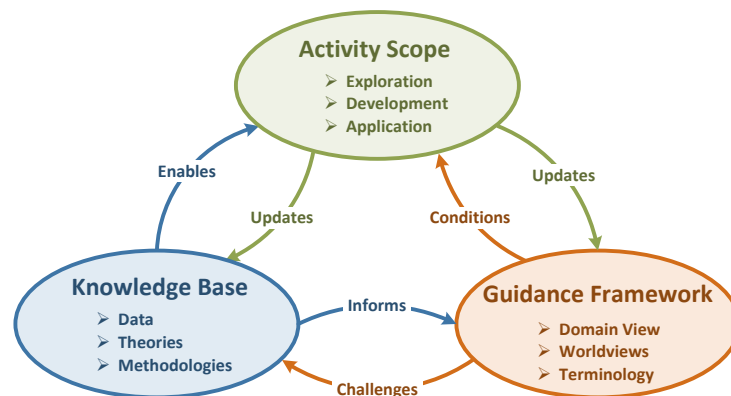 Activity Scope
➢ Exploration
➢ Development
➢ Application
Enables
Updates
Conditions
Updates
Knowledge Base
➢ Data
➢ Theories
➢ Methodologies
Informs
Challenges
Guidance Framework
➢ Domain View
➢ Worldviews
➢ Terminology